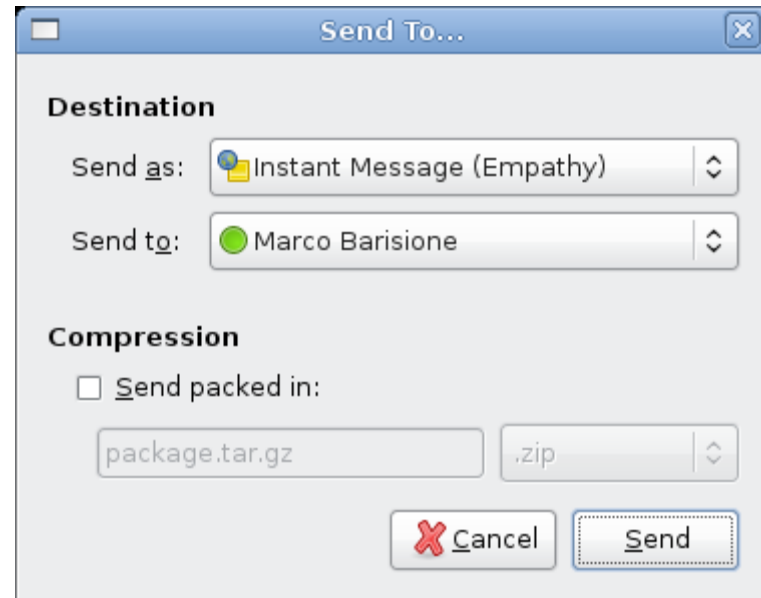 Send To...
Destination
Send as: Instant Message (Empathy)
Send to: Marco Barisione
Compression
Send packed in:
package.tar.gz .zip
Cancel Send